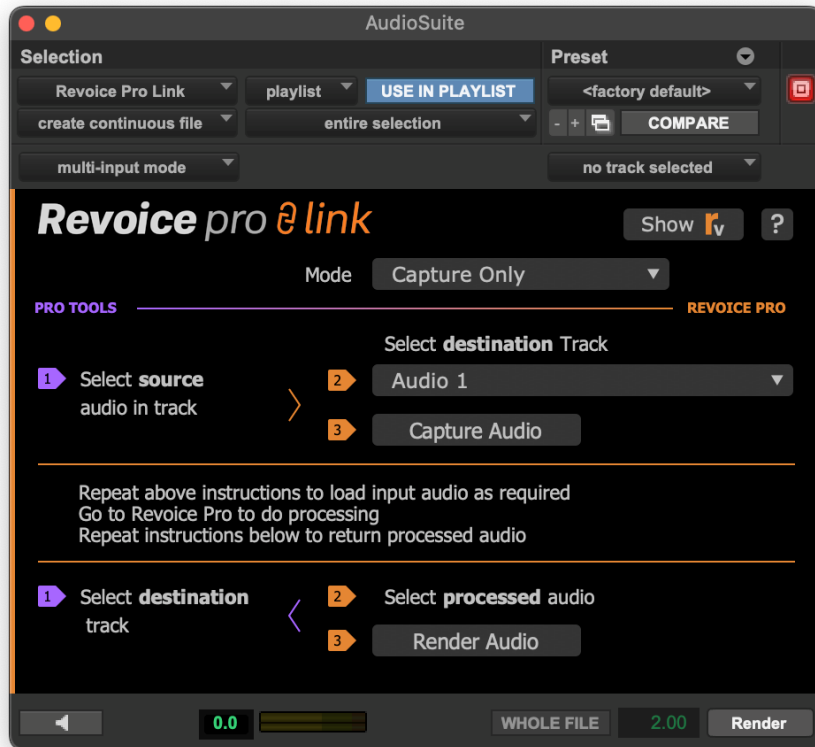 AudioSuite
Selection
Preset
Revoice Pro Link
playlist
USE IN PLAYLIST
<factory default>
create continuous file
entire selection
- +
COMPARE
multi-input mode
no track selected
Revoice pro link
Show rv
?
Mode
Capture Only
PRO TOOLS
REVOICE PRO
Select destination Track
1 Select source
audio in track
2
Audio 1
3
Capture Audio
Repeat above instructions to load input audio as required
Go to Revoice Pro to do processing
Repeat instructions below to return processed audio
1 Select destination
track
2 Select processed audio
3
Render Audio
0.0
WHOLE FILE
2.00
Render